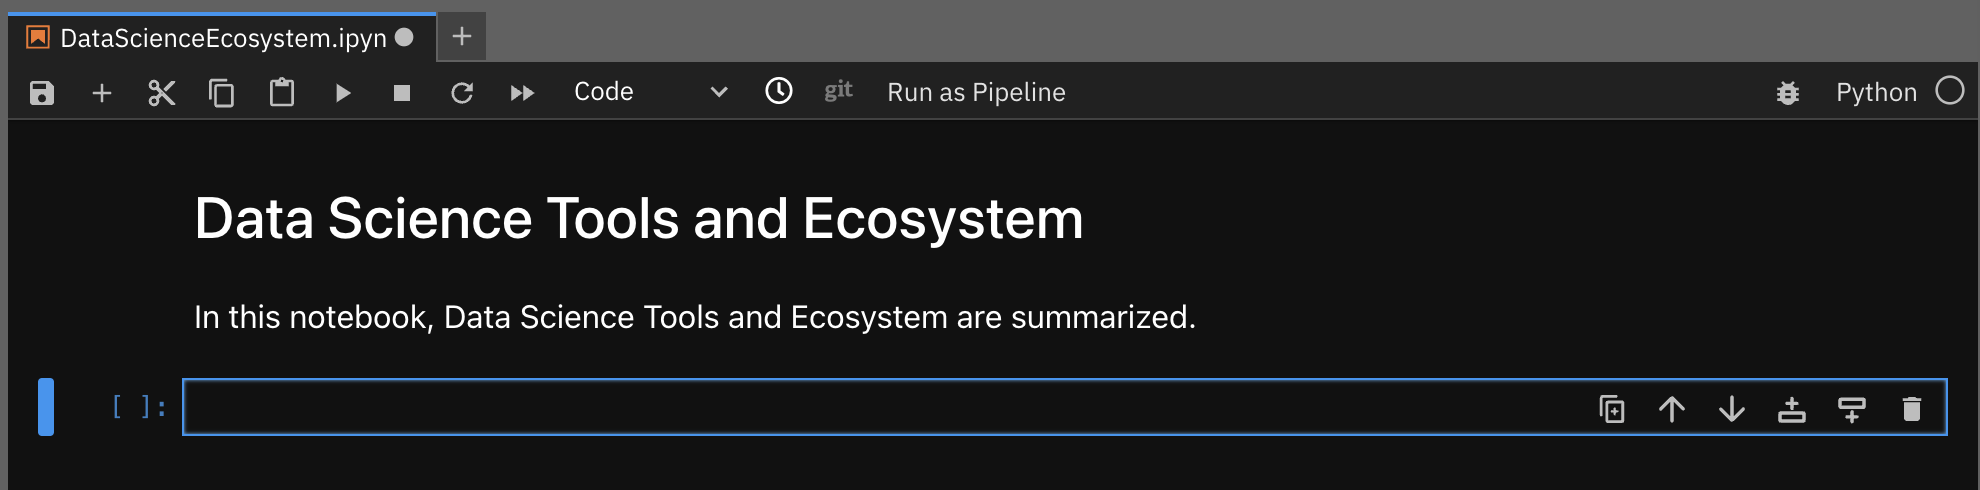 DataScienceEcosystem.ipyn
Code git Run as Pipeline Python
Data Science Tools and Ecosystem
In this notebook, Data Science Tools and Ecosystem are summarized.
[ ]: